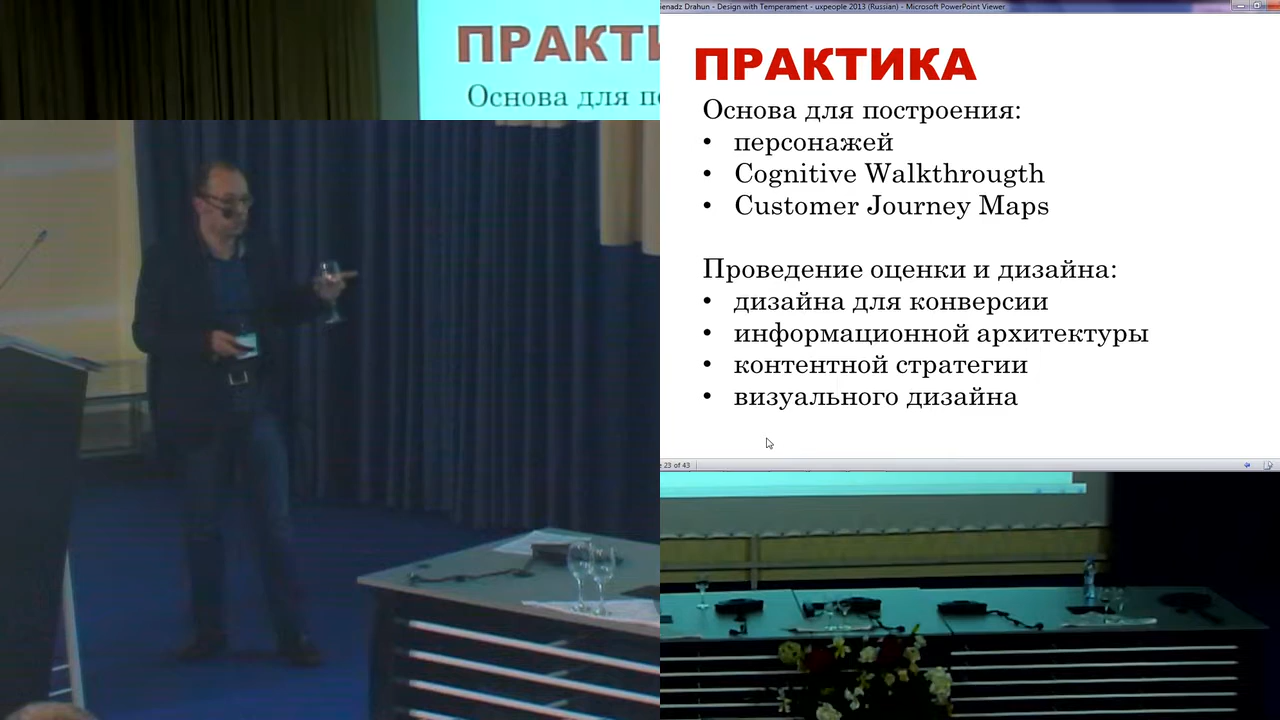 ienadz Drahun - Design with Temperament - uxpeople 2013 (Russian) - Microsoft PowerPoint Viewer
ПРАКТИ
Основа для п
ПРАКТИКА
Основа для построения:
• персонажей
• Cognitive Walkthrougth
• Customer Journey Maps
Проведение оценки и дизайна:
• дизайна для конверсии
• информационной архитектуры
• контентной стратегии
• визуального дизайна
23 of 43